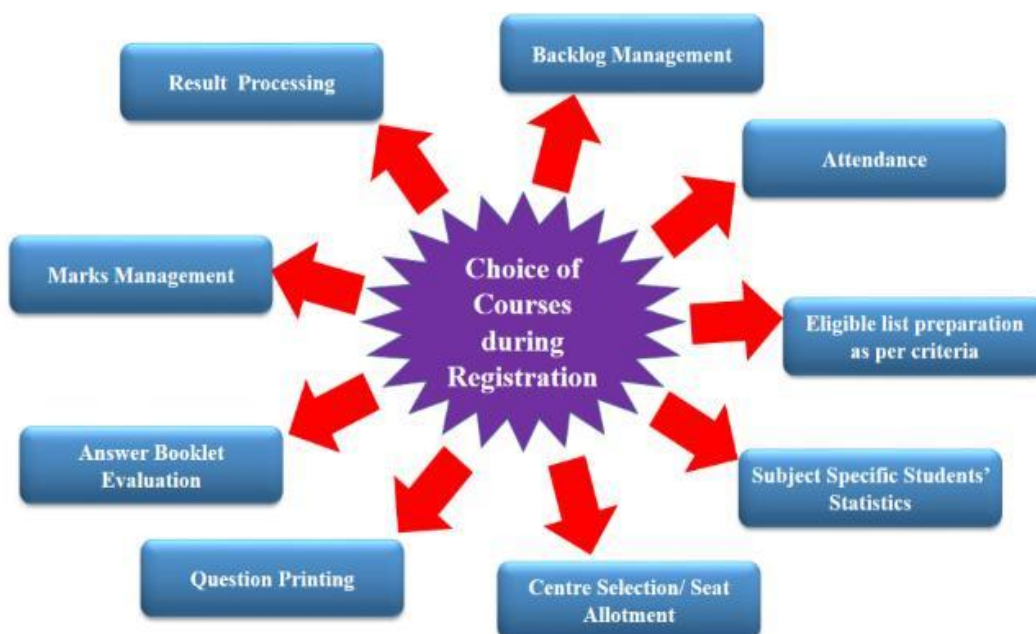 Backlog Management
Result Processing
Attendance
Choice of
Courses
during
Registration
Marks Management
Eligible list preparation
as per criteria
Answer Booklet
Evaluation
Subject Specific Students’
Statistics
Question Printing
Centre Selection/ Seat
Allotment